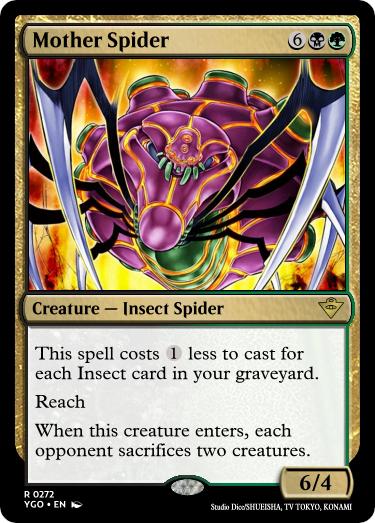 Mother Spider 6
Creature — Insect Spider
This spell costs 1 less to cast for
each Insect card in your graveyard.
Reach
When this creature enters, each
opponent sacrifices two creatures.
6/4
R 0272
YGO • EN
Studio Dice/SHUEISHA, TV TOKYO, KONAMI